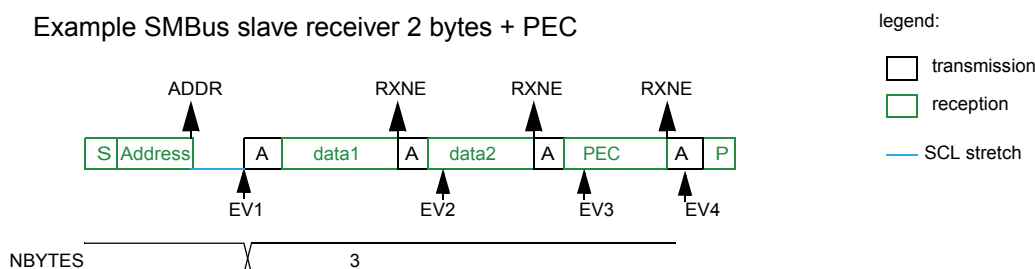 Example SMBus slave receiver 2 bytes + PEC
legend:
transmission
reception
SCL stretch
ADDR RXNE RXNE RXNE
S Address A data1 A data2 A PEC A P
EV1 EV2 EV3 EV4
NBYTES 3